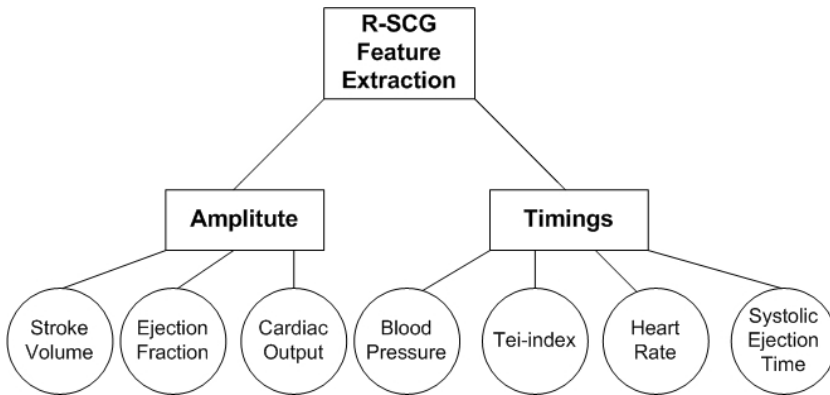 R-SCG
Feature
Extraction
Amplitute
Timings
Stroke
Volume
Ejection
Fraction
Cardiac
Output
Blood
Pressure
Tei-index
Heart
Rate
Systolic
Ejection
Time